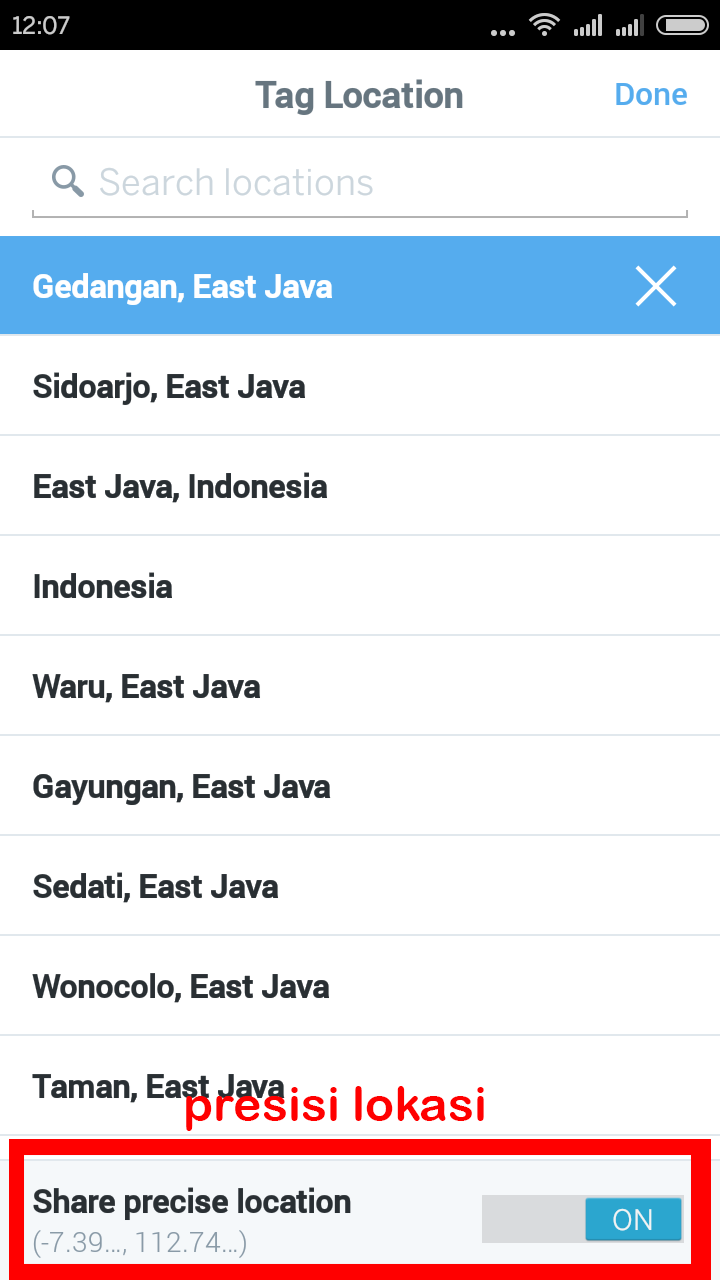 12:07
Tag Location
Done
Search locations
Gedangan, East Java
Sidoarjo, East Java
East Java, Indonesia
Indonesia
Waru, East Java
Gayungan, East Java
Sedati, East Java
Wonocolo, East Java
Taman, East Java
presisi lokasi
Share precise location
ON
(-7.39..., 112.74...)